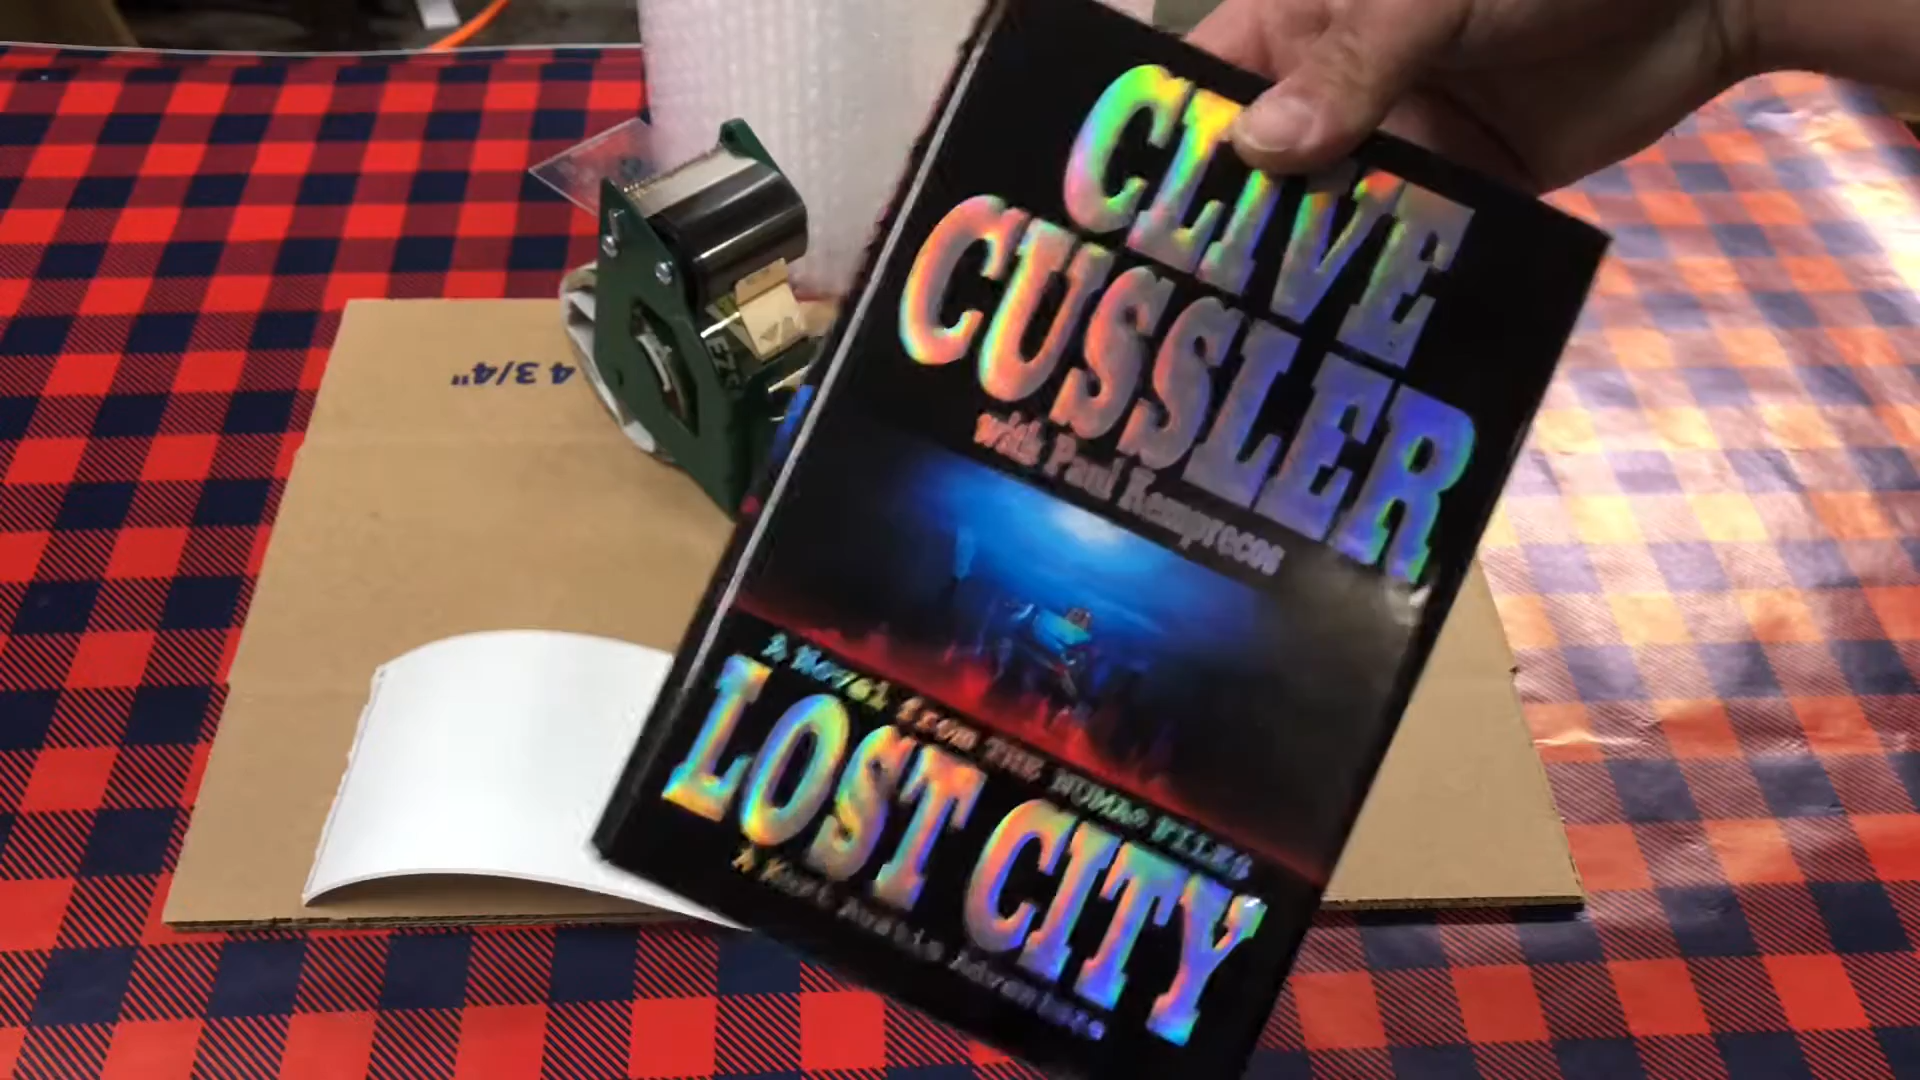 CLIVE
CUSSLER
with Paul Kemprecos
A Novel from THE NUMA® FILES
LOST CITY
A Kurt Austin Adventure
4 3/4"